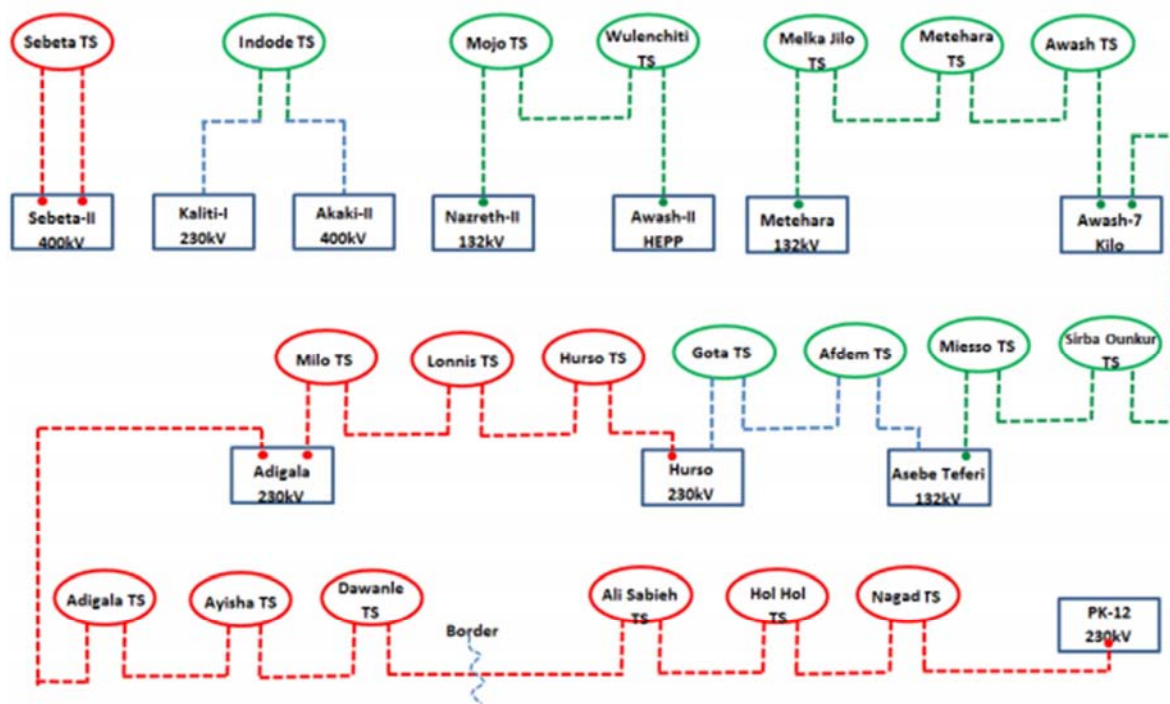 Sebeta TS
Indode TS
Mojo TS
Wulenchiti
TS
Melka Jilo
TS
Metehara
TS
Awash TS
Sebeta-II
400kV
Kaliti-I
230kV
Akaki-II
400kV
Nazreth-II
132kV
Awash-II
HEPP
Metehara
132kV
Awash-7
Kilo
Milo TS
Lonnis TS
Hurso TS
Gota TS
Afdem TS
Miesso TS
Sirba Ounkur
TS
Adigala
230kV
Hurso
230kV
Asebe Teferi
132kV
Adigala TS
Ayisha TS
Dawanle
TS
Border
Ali Sabieh
TS
Hol Hol
TS
Nagad TS
PK-12
230kV